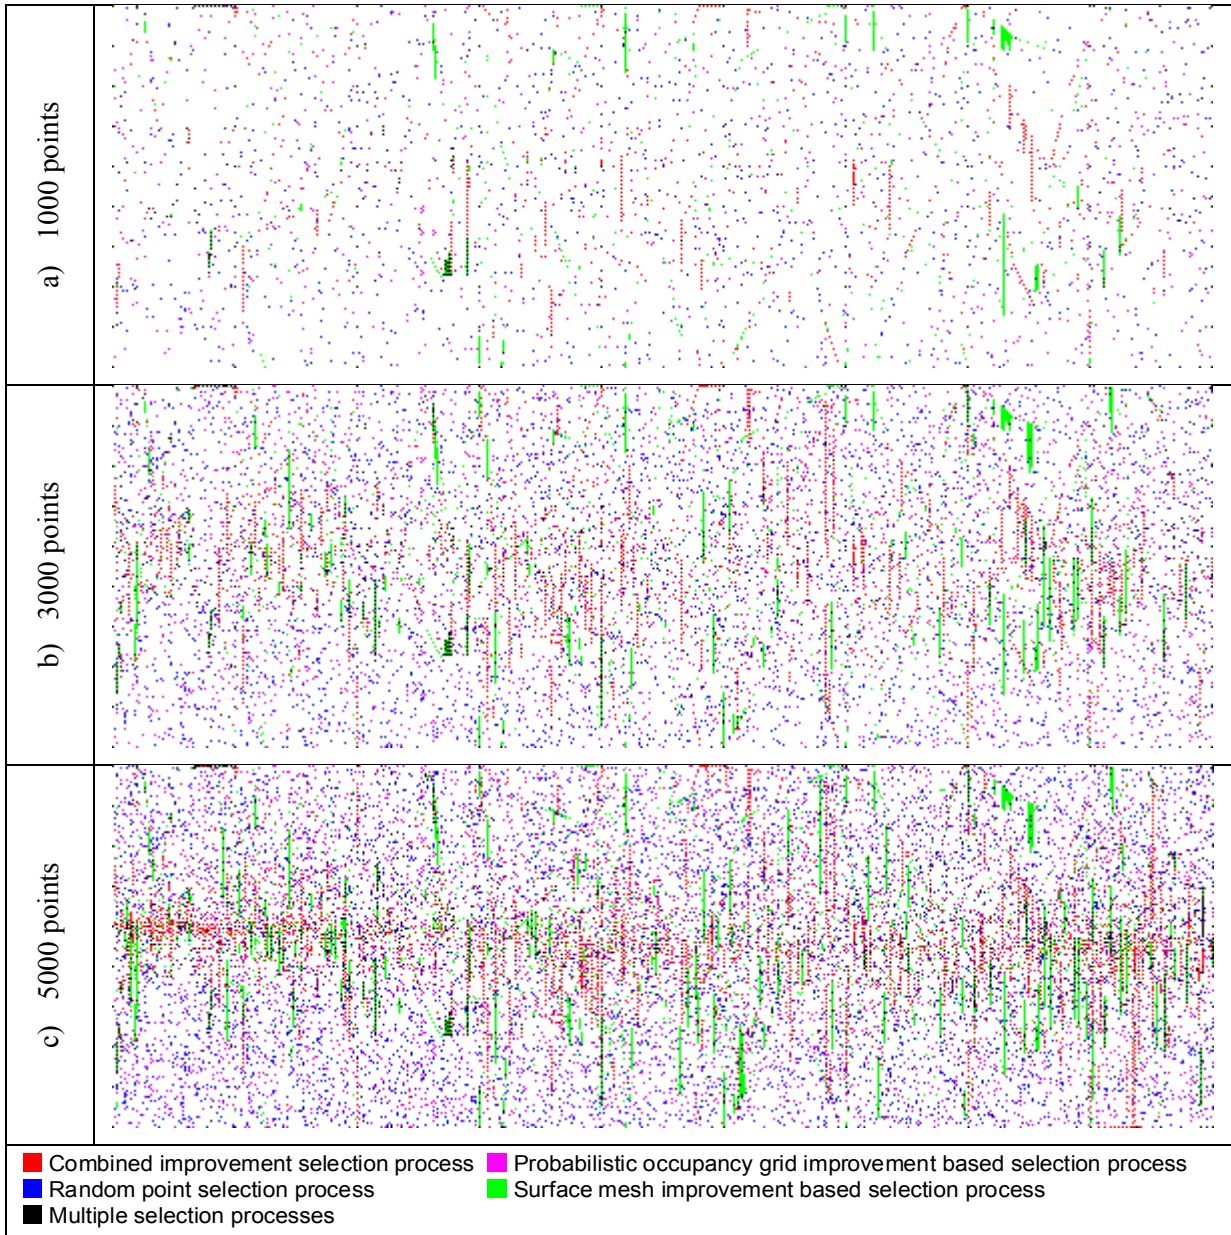 a) 1000 points
b) 3000 points
c) 5000 points
Combined improvement selection process
Probabilistic occupancy grid improvement based selection process
Random point selection process
Surface mesh improvement based selection process
Multiple selection processes